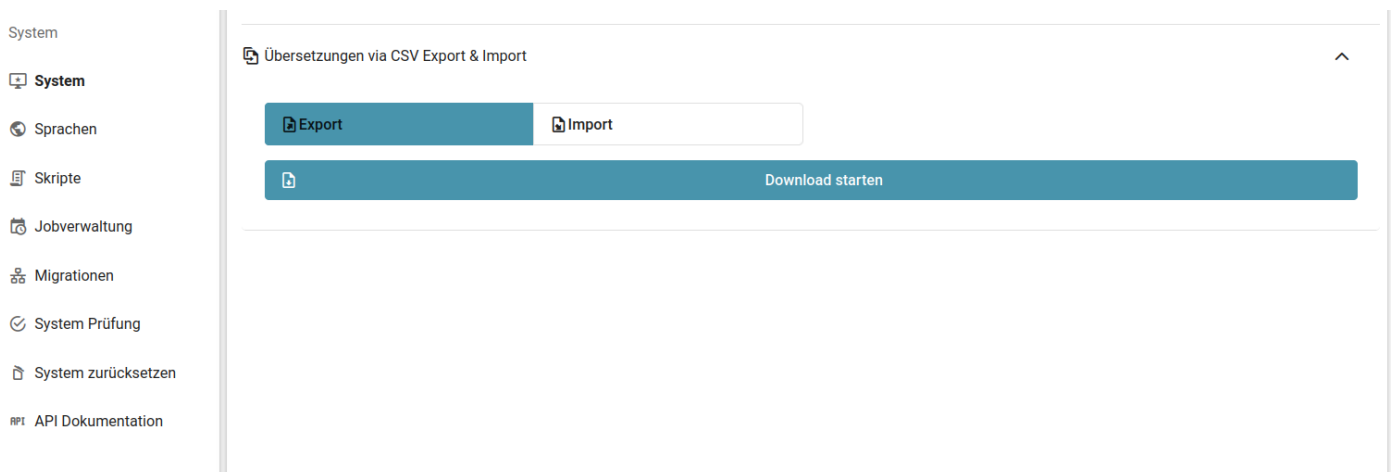 System
System
Sprachen
Skripte
Jobverwaltung
Migrationen
System Prüfung
System zurücksetzen
API API Dokumentation
Übersetzungen via CSV Export & Import
Export
Import
Download starten